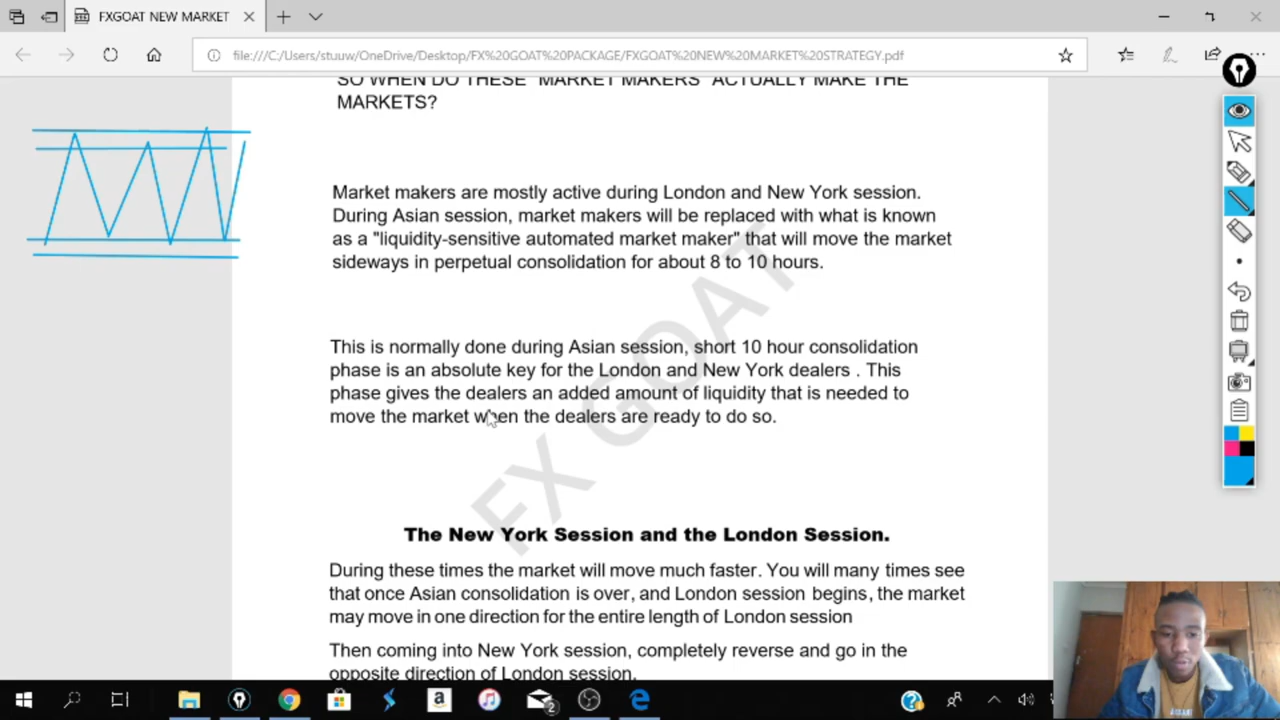 FXGOAT NEW MARKET
file:///C:/Users/stuuw/OneDrive/Desktop/FX%20GOAT%20PACKAGE/FXGOAT%20NEW%20MARKET%20STRATEGY.pdf
SO WHEN DO THESE "MARKET MAKERS" ACTUALLY MAKE THE
MARKETS?
Market makers are mostly active during London and New York session.
During Asian session, market makers will be replaced with what is known
as a "liquidity-sensitive automated market maker" that will move the market
sideways in perpetual consolidation for about 8 to 10 hours.
This is normally done during Asian session, short 10 hour consolidation
phase is an absolute key for the London and New York dealers . This
phase gives the dealers an added amount of liquidity that is needed to
move the market when the dealers are ready to do so.
FX GOAT
The New York Session and the London Session.
During these times the market will move much faster. You will many times see
that once Asian consolidation is over, and London session begins, the market
may move in one direction for the entire length of London session
Then coming into New York session, completely reverse and go in the
opposite direction of London session.
2